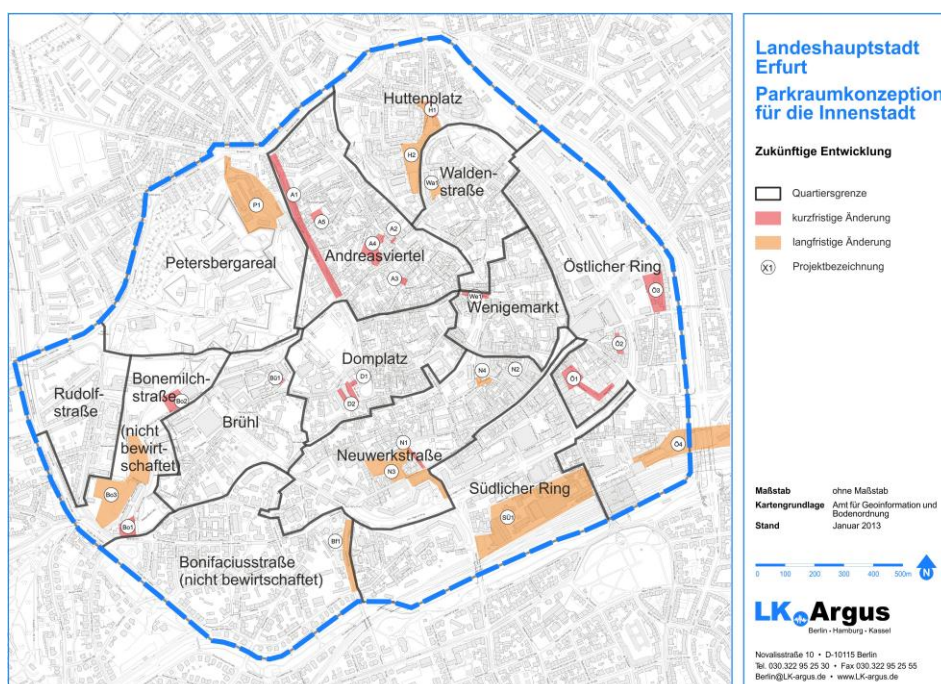 Huttenplatz
H1
H2
Walden-
straße
Wa1
P1
A1
A5
A2
A4
A3
Andreasviertel
Petersbergareal
Östlicher Ring
Ö3
We1
Wenigemarkt
Ö2
Domplatz
D1
D2
N4
N2
Ö1
Bonemilch-
straße
Bo2
Bü1
Rudolf-
straße
Brühl
(nicht
bewirt-
schaftet)
N1
Neuwerkstraße
N3
Ö4
Bo3
Südlicher Ring
SÜ1
Bo1
Bf1
Bonifaciusstraße
(nicht bewirtschaftet)
Landeshauptstadt
Erfurt
Parkraumkonzeption
für die Innenstadt
Zukünftige Entwicklung
Quartiersgrenze
kurzfristige Änderung
langfristige Änderung
X1 Projektbezeichnung
Maßstab ohne Maßstab
Kartengrundlage Amt für Geoinformation und
Bodenordnung
Stand Januar 2013
0 100 200 300 400 500m N
LK Argus
Berlin • Hamburg • Kassel
Novalisstraße 10 • D-10115 Berlin
Tel. 030.322 95 25 30 • Fax 030.322 95 25 55
Berlin@LK-argus.de • www.LK-argus.de